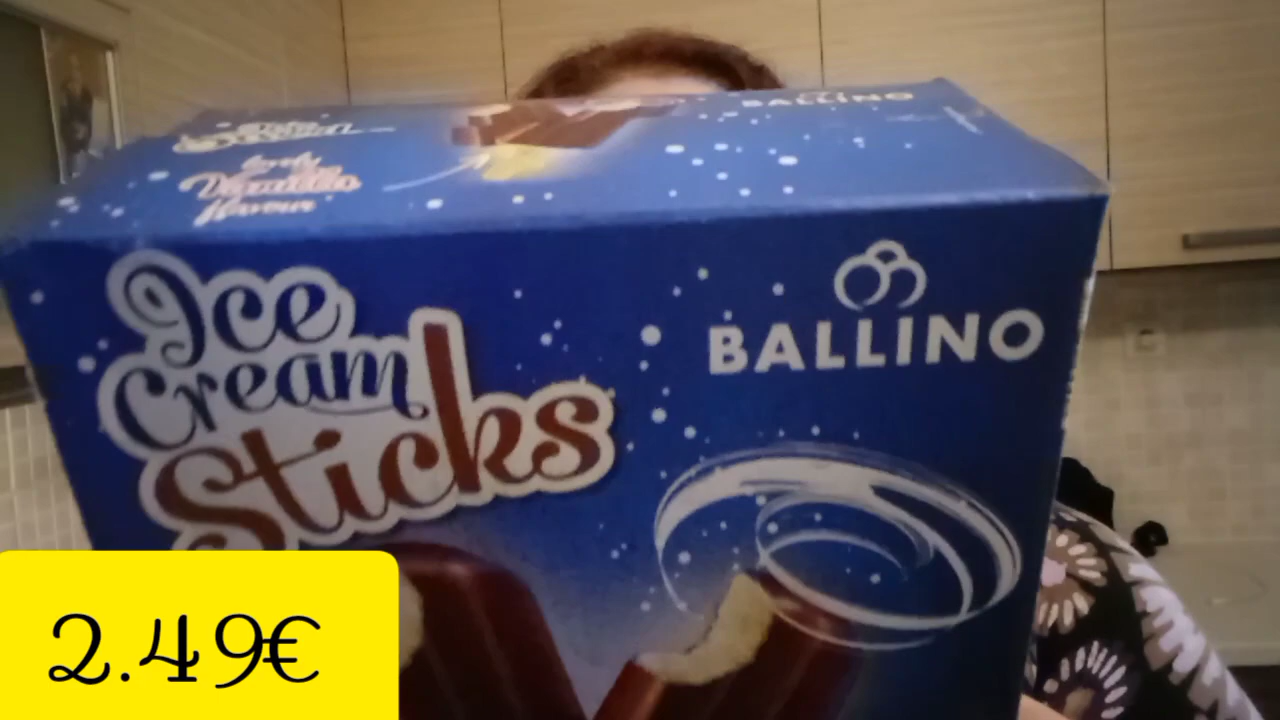 BALLINO
lovely
Vanilla
flavour
Ice
Cream
Sticks
BALLINO
2.49€